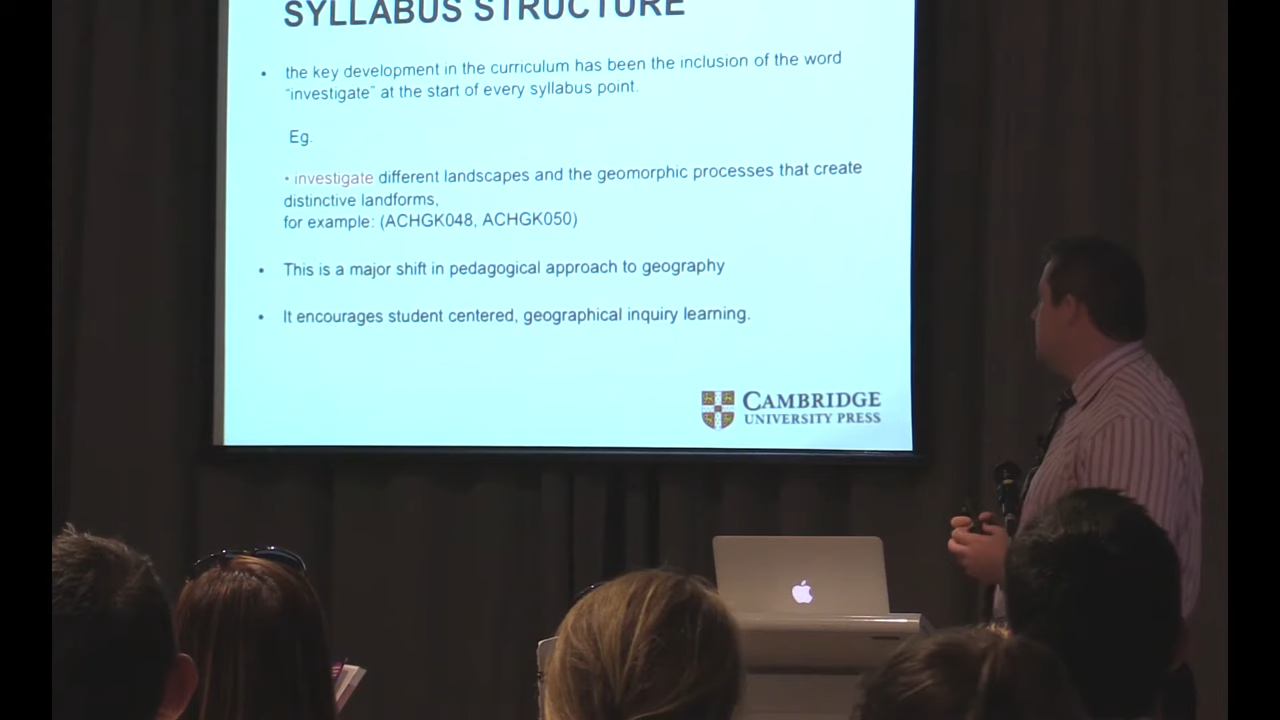 SYLLABUS STRUCTURE
• the key development in the curriculum has been the inclusion of the word
“investigate” at the start of every syllabus point.
Eg.
• investigate different landscapes and the geomorphic processes that create
distinctive landforms,
for example: (ACHGK048, ACHGK050)
• This is a major shift in pedagogical approach to geography
• It encourages student centered, geographical inquiry learning.
CAMBRIDGE
UNIVERSITY PRESS